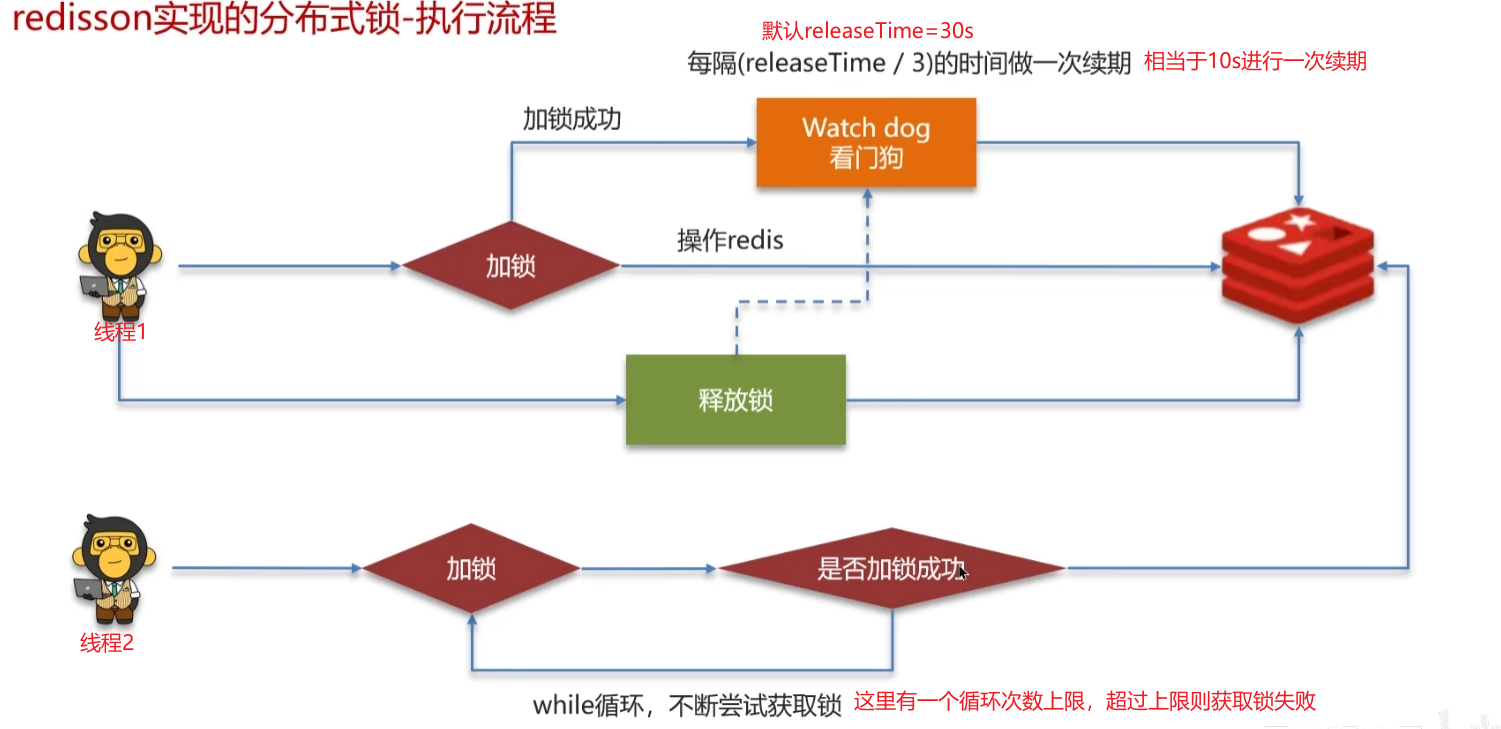 redisson实现的分布式锁-执行流程
默认releaseTime=30s
每隔(releaseTime / 3)的时间做一次续期
相当于10s进行一次续期
加锁成功
Watch dog
看门狗
加锁
操作redis
线程1
释放锁
加锁
是否加锁成功
线程2
while循环，不断尝试获取锁
这里有一个循环次数上限，超过上限则获取锁失败